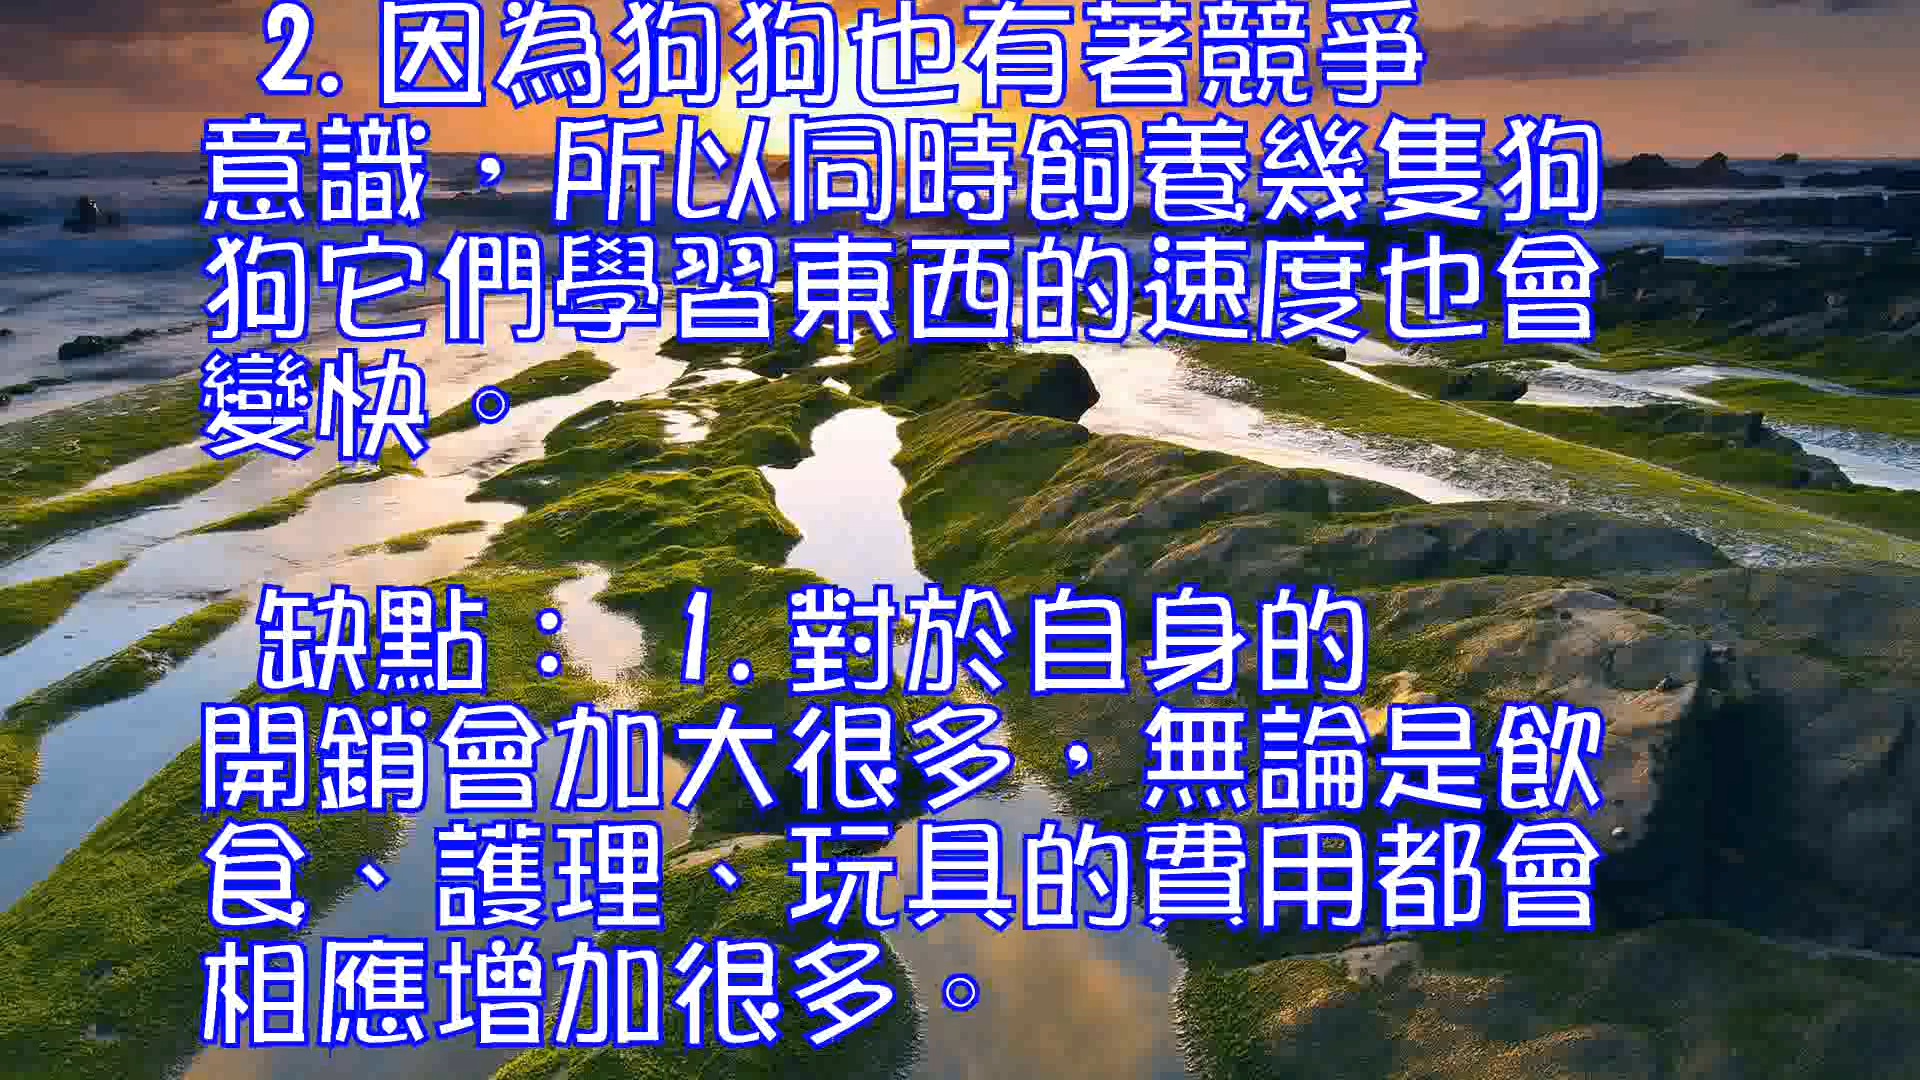 2.因為狗狗也有著競爭
意識，所以同時飼養幾隻狗
狗它們學習東西的速度也會
變快。
缺點： 1.對於自身的
開銷會加大很多，無論是飲
食、護理、玩具的費用都會
相應增加很多。